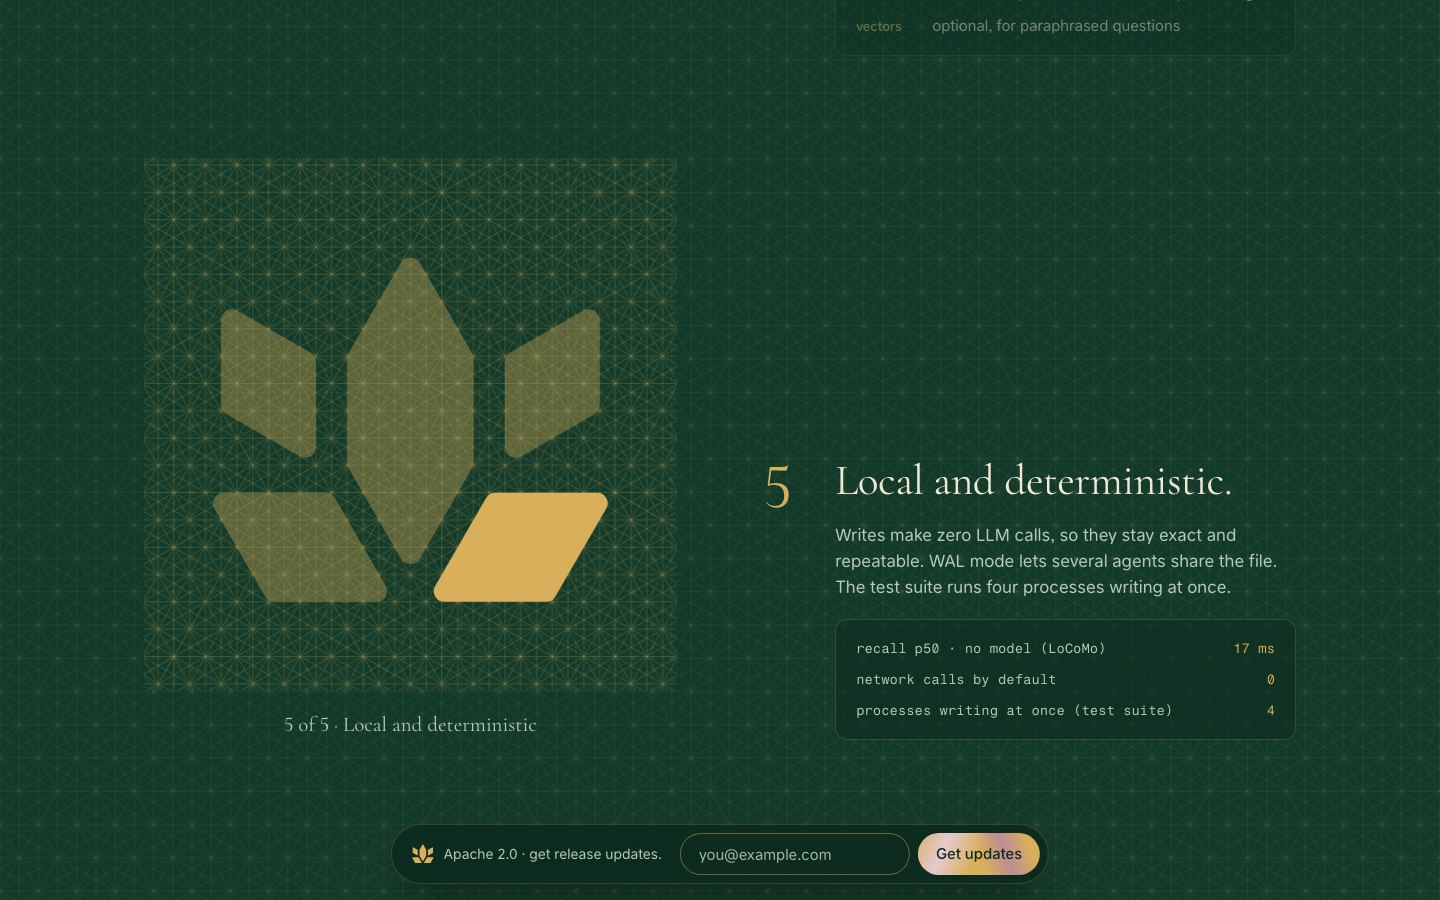 vectors optional, for paraphrased questions
5 of 5 · Local and deterministic
5
Local and deterministic.
Writes make zero LLM calls, so they stay exact and
repeatable. WAL mode lets several agents share the file.
The test suite runs four processes writing at once.
recall p50 · no model (LoCoMo) 17 ms
network calls by default 0
processes writing at once (test suite) 4
Apache 2.0 · get release updates. you@example.com Get updates